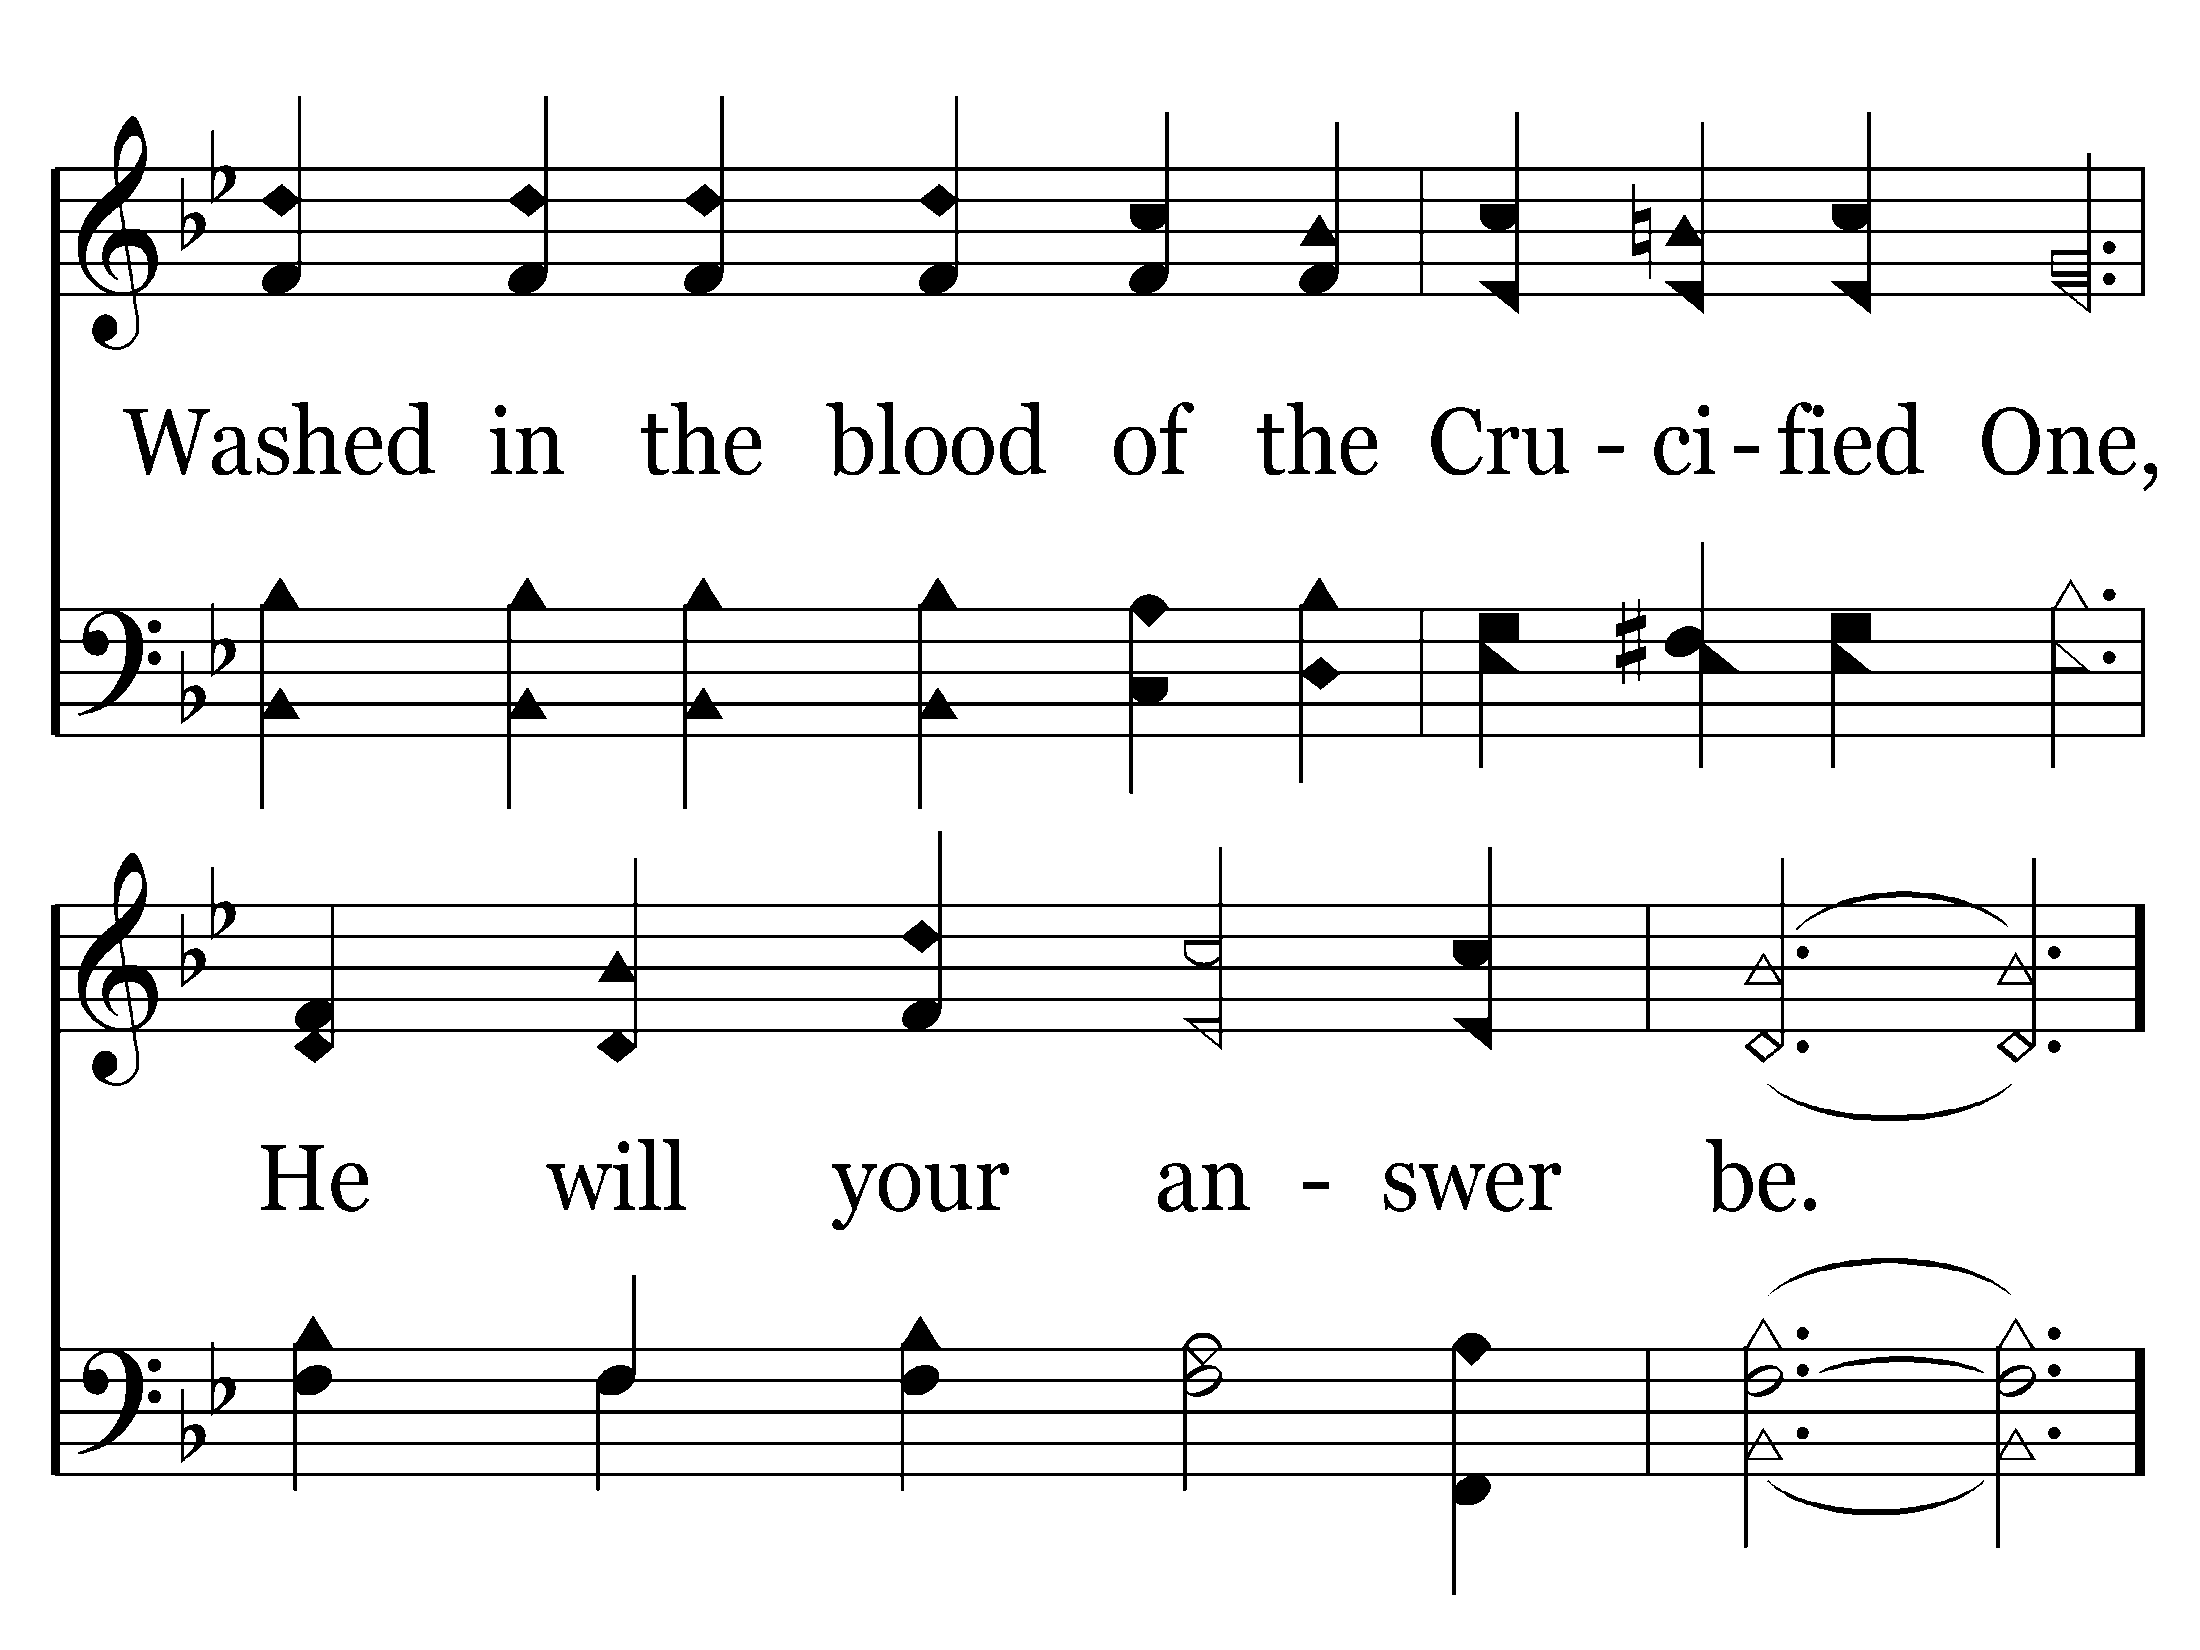 Washed in the blood of the Cru - ci - fied One,
He will your an - swer be.